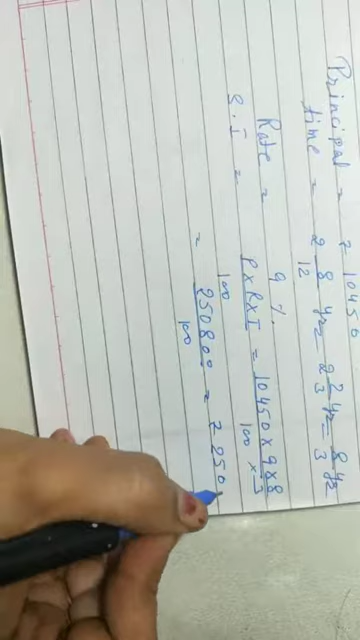 Principal = ₹ 10450
time = 2 8/12 yrs = 2 2/3 yrs = 8/3 yrs
Rate = 9 %.
S.I = P×R×T/100 = 10450×9×8/100×3
= 250800/100 = ₹ 250